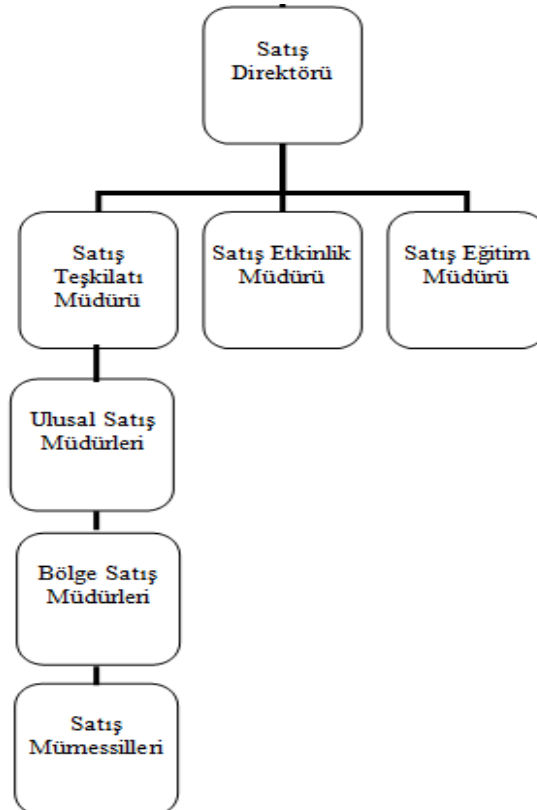 Satış
Direktörü
Satış
Teşkilatı
Müdürü
Satış Etkinlik
Müdürü
Satış Eğitim
Müdürü
Ulusal Satış
Müdürleri
Bölge Satış
Müdürleri
Satış
Mümessilleri